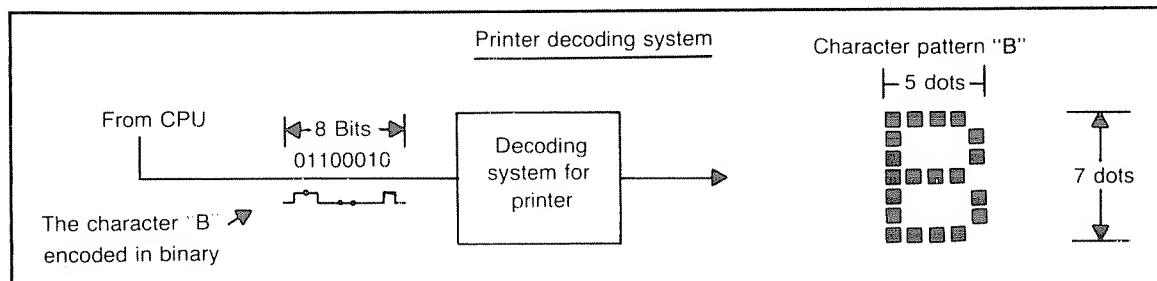 Printer decoding system
Character pattern "B"
5 dots
From CPU
8 Bits
01100010
Decoding
system for
printer
7 dots
The character "B"
encoded in binary